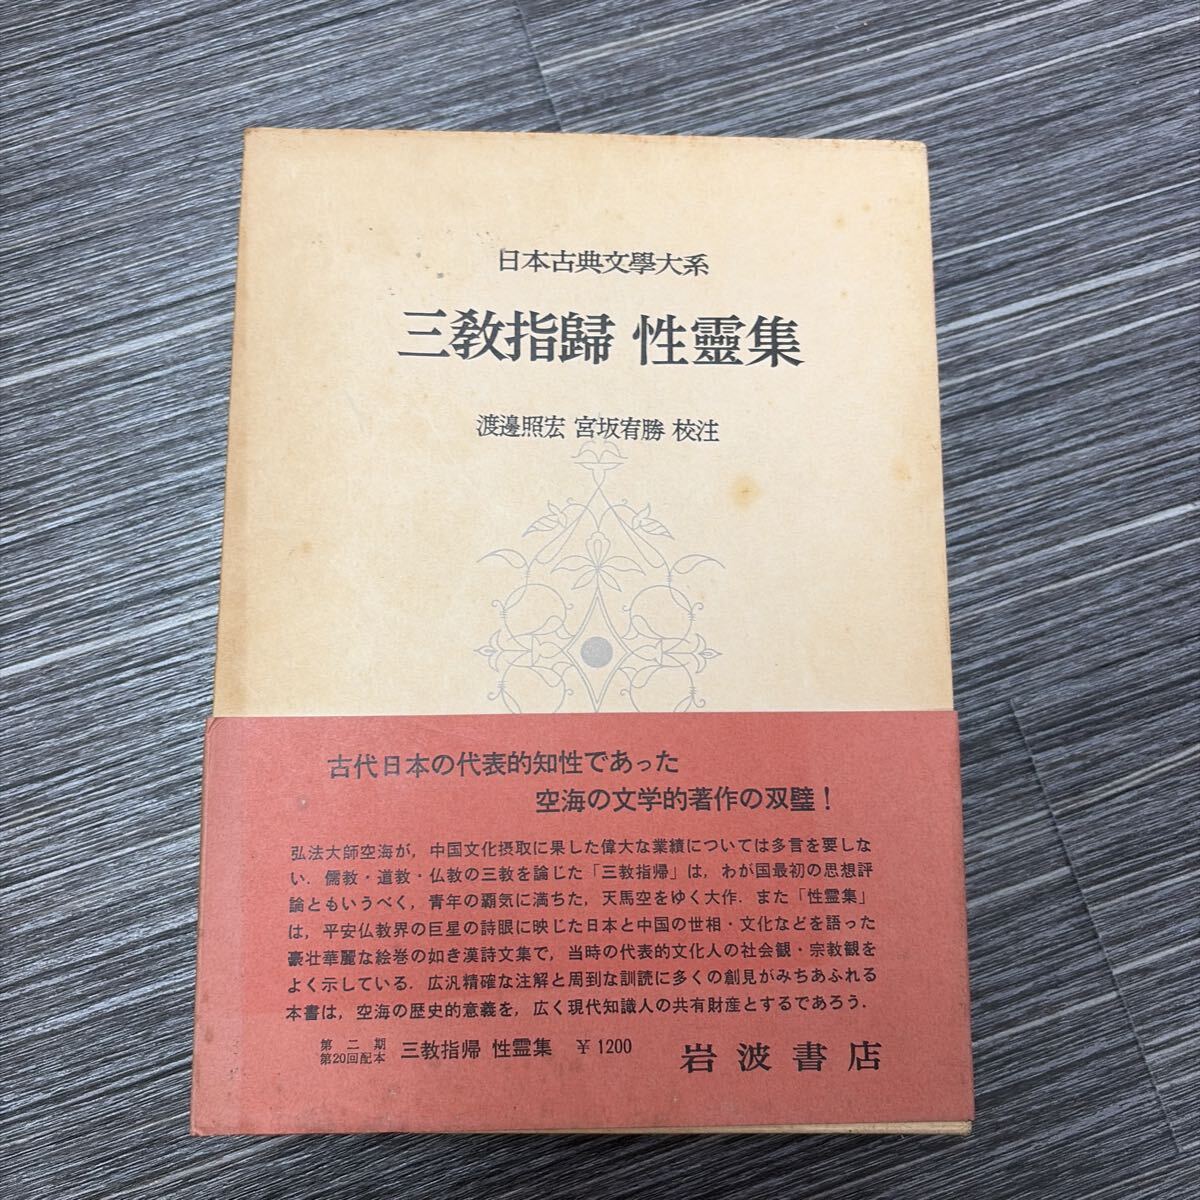 日本古典文學大系
三敎指歸 性靈集
渡邊照宏 宮坂宥勝 校注
古代日本の代表的知性であった
空海の文学的著作の双璧！
弘法大師空海が，中国文化摂取に果した偉大な業績については多言を要しな
い．儒教・道教・仏教の三教を論じた「三教指帰」は，わが国最初の思想評
論ともいうべく，青年の覇気に満ちた，天馬空をゆく大作．また「性霊集」
は，平安仏教界の巨星の詩眼に映じた日本と中国の世相・文化などを語った
豪壮華麗な絵巻の如き漢詩文集で，当時の代表的文化人の社会観・宗教観を
よく示している．広汎精確な注解と周到な訓読に多くの創見がみちあふれる
本書は，空海の歴史的意義を，広く現代知識人の共有財産とするであろう．
第二期
第20回配本 三教指帰 性霊集 ￥1200 岩波書店